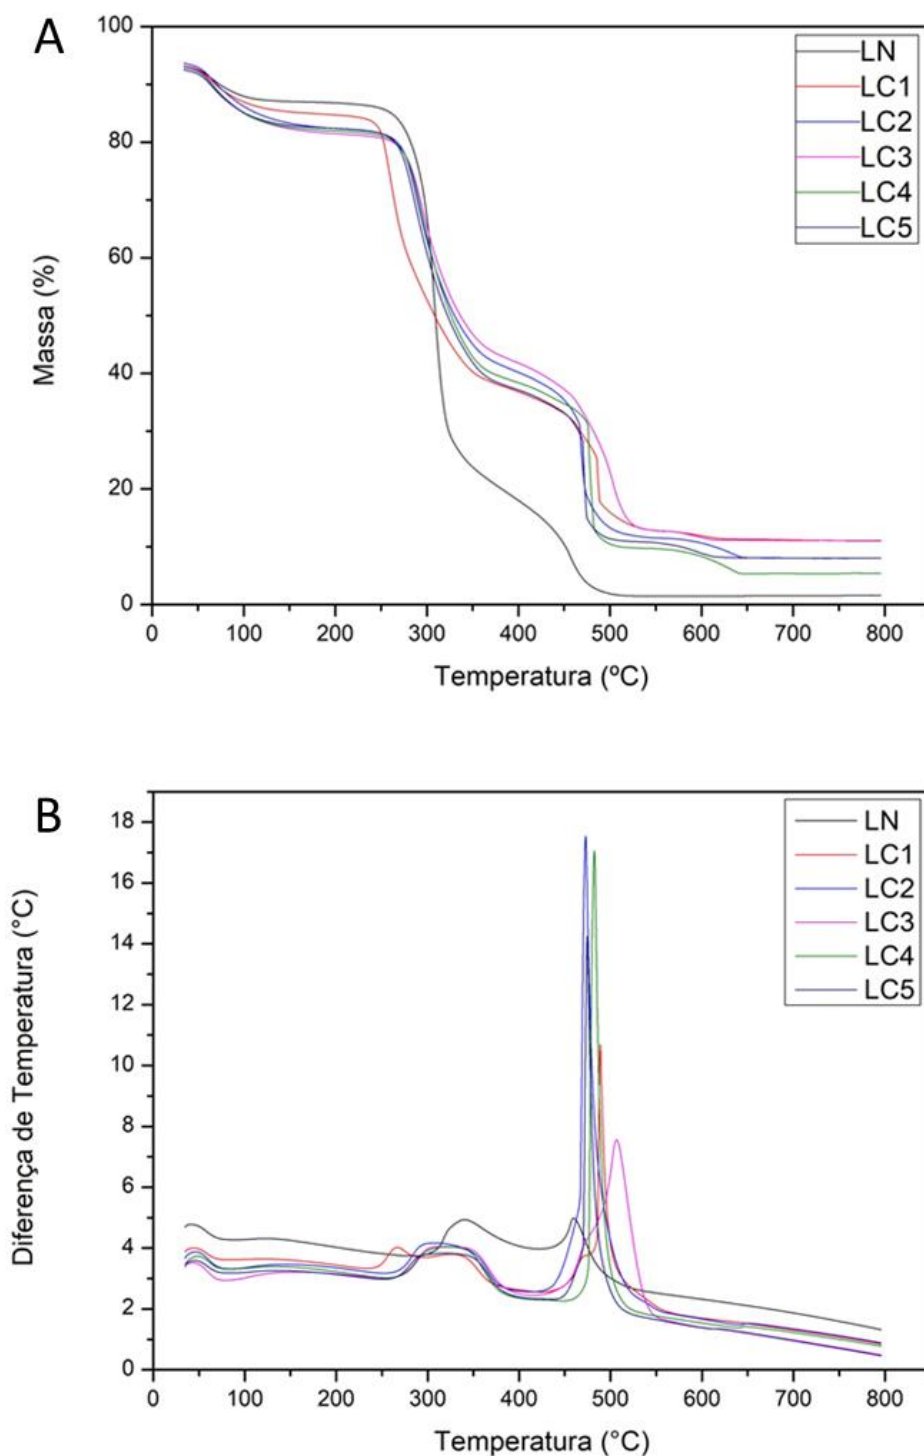 A
Massa (%)
100
80
60
40
20
0
0 100 200 300 400 500 600 700 800
Temperatura (ºC)
LN
LC1
LC2
LC3
LC4
LC5
B
Diferença de Temperatura (°C)
18
16
14
12
10
8
6
4
2
0
0 100 200 300 400 500 600 700 800
Temperatura (°C)
LN
LC1
LC2
LC3
LC4
LC5